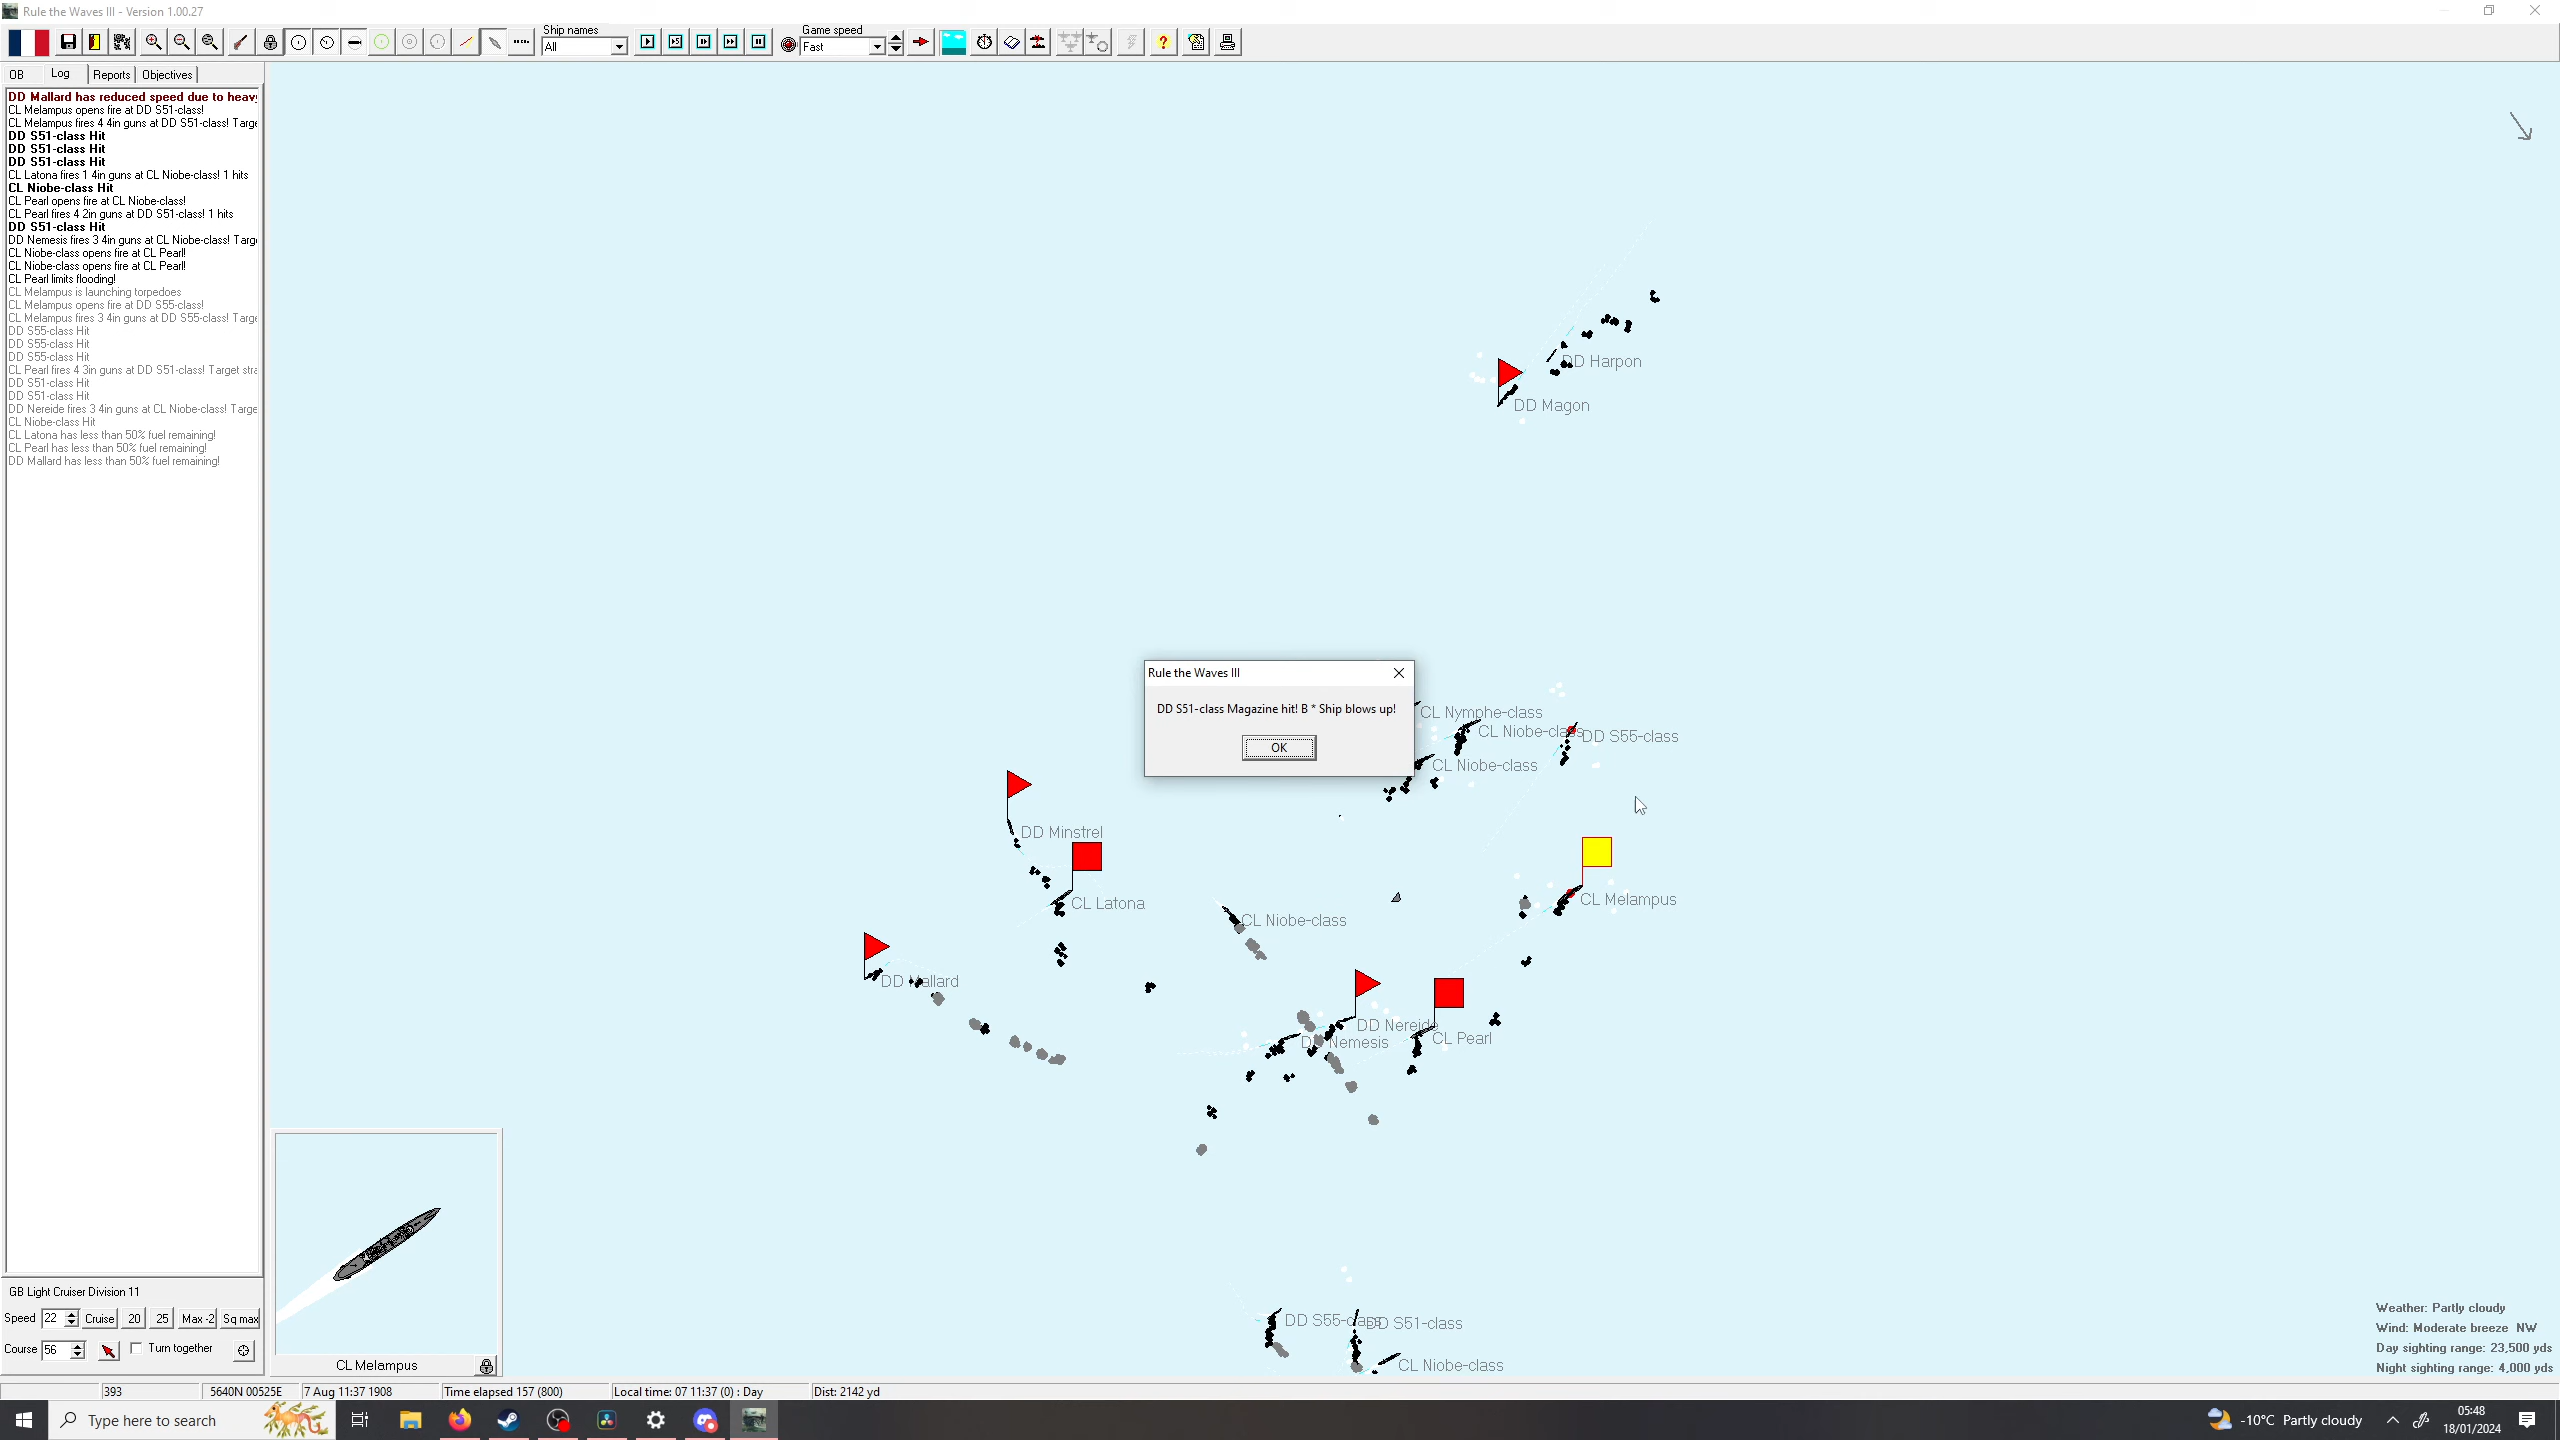 Rule the Waves III - Version 1.00.27
Ship names
All
Game speed
Fast
OB
Log
Reports
Objectives
DD Mallard has reduced speed due to heavy
CL Melampus opens fire at DD S51-class!
CL Melampus fires 4 4in guns at DD S51-class! Targe
DD S51-class Hit
DD S51-class Hit
DD S51-class Hit
CL Latona fires 1 4in guns at CL Niobe-class! 1 hits
CL Niobe-class Hit
CL Pearl opens fire at CL Niobe-class!
CL Pearl fires 4 2in guns at DD S51-class! 1 hits
DD S51-class Hit
DD Nemesis fires 3 4in guns at CL Niobe-class! Targ
CL Niobe-class opens fire at CL Pearl!
CL Niobe-class opens fire at CL Pearl!
CL Pearl limits flooding!
CL Melampus is launching torpedoes
CL Melampus opens fire at DD S55-class!
CL Melampus fires 3 4in guns at DD S55-class! Targe
DD S55-class Hit
DD S55-class Hit
DD S55-class Hit
CL Pearl fires 4 3in guns at DD S51-class! Target stra
DD S51-class Hit
DD S51-class Hit
DD Nereide fires 3 4in guns at CL Niobe-class! Targe
CL Niobe-class Hit
CL Latona has less than 50% fuel remaining!
CL Pearl has less than 50% fuel remaining!
DD Mallard has less than 50% fuel remaining!
DD Harpon
DD Magon
Rule the Waves III
DD S51-class Magazine hit! B * Ship blows up!
OK
CL Nymphe-class
CL Niobe-class
DD S55-class
CL Niobe-class
DD Minstrel
CL Latona
CL Melampus
CL Niobe-class
DD Mallard
DD Nereide
DD Nemesis
CL Pearl
DD S55-class
DD S51-class
CL Niobe-class
GB Light Cruiser Division 11
Speed 22 Cruise 20 25 Max -2 Sq max
Course 56 Turn together
CL Melampus
Weather: Partly cloudy
Wind: Moderate breeze NW
Day sighting range: 23,500 yds
Night sighting range: 4,000 yds
393
5640N 00525E
7 Aug 11:37 1908
Time elapsed 157 (800)
Local time: 07 11:37 (0) : Day
Dist: 2142 yd
Type here to search
-10°C Partly cloudy
05:48
18/01/2024